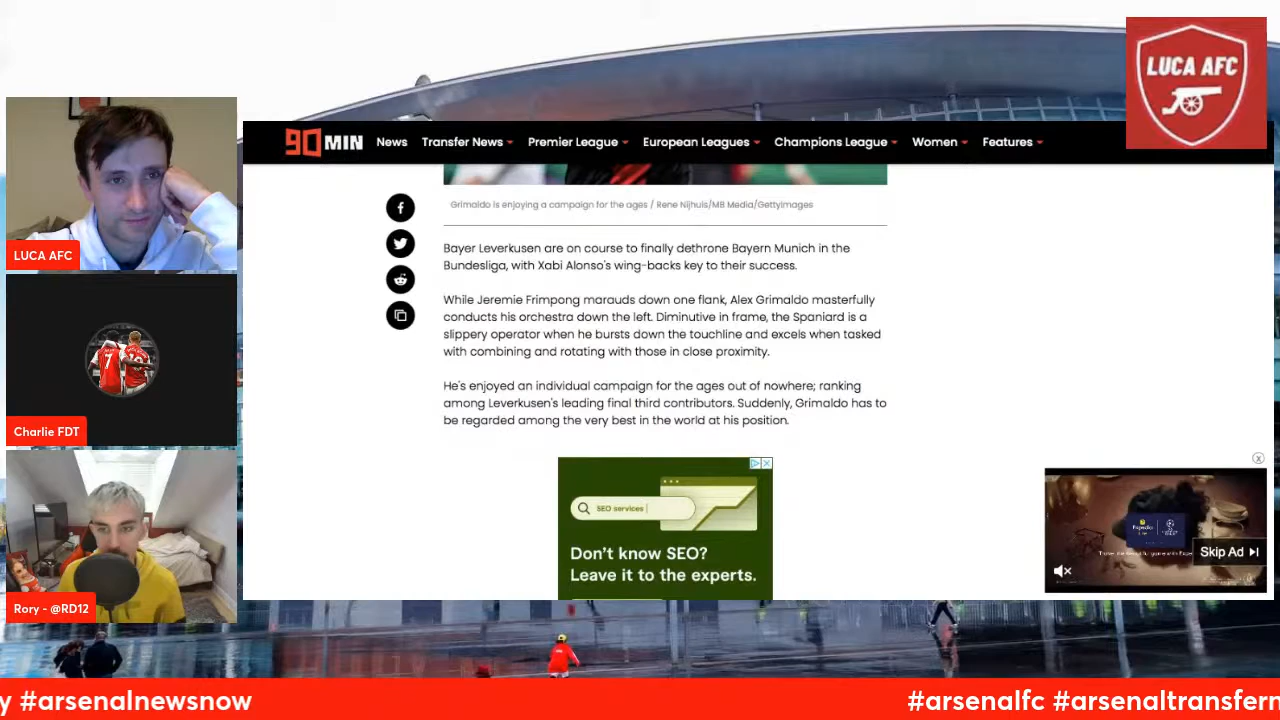 LUCA AFC
90MIN
News
Transfer News
Premier League
European Leagues
Champions League
Women
Features
Grimaldo is enjoying a campaign for the ages / Rene Nijhuis/MB Media/GettyImages
Bayer Leverkusen are on course to finally dethrone Bayern Munich in the
Bundesliga, with Xabi Alonso's wing-backs key to their success.
While Jeremie Frimpong marauds down one flank, Alex Grimaldo masterfully
conducts his orchestra down the left. Diminutive in frame, the Spaniard is a
slippery operator when he bursts down the touchline and excels when tasked
with combining and rotating with those in close proximity.
He's enjoyed an individual campaign for the ages out of nowhere; ranking
among Leverkusen's leading final third contributors. Suddenly, Grimaldo has to
be regarded among the very best in the world at his position.
SEO services
Don't know SEO?
Leave it to the experts.
Skip Ad
LUCA AFC
7
Charlie FDT
Rory - @RD12
y #arsenalnewsnow
#arsenalfc #arsenaltransfern